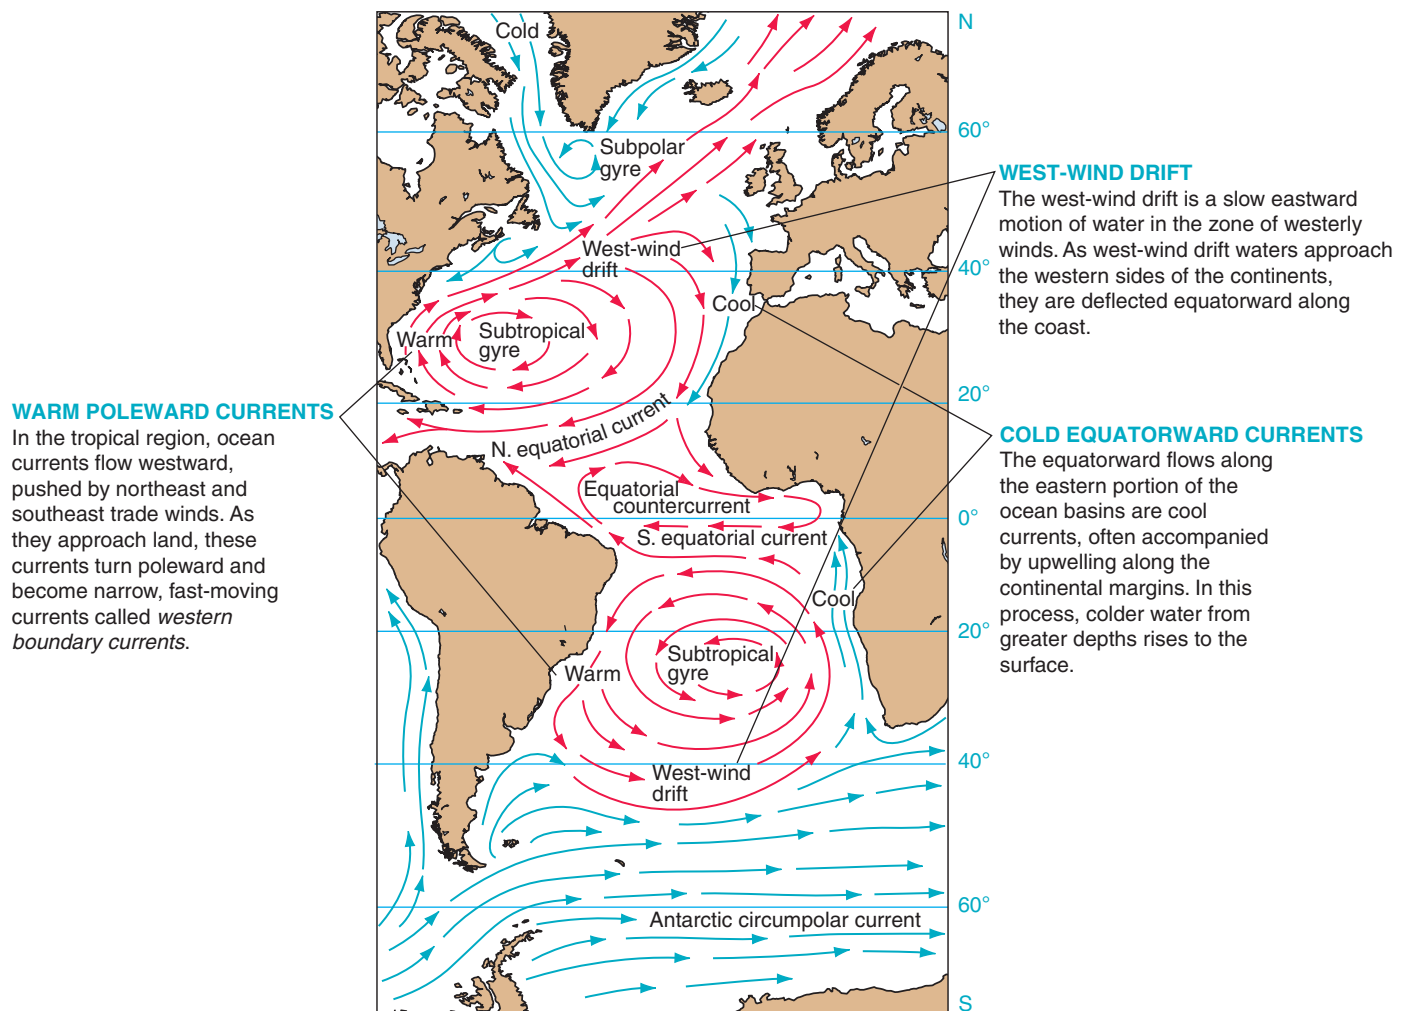 Cold
N
60°
Subpolar
gyre
West-wind
drift
40°
Cool
Warm
Subtropical
gyre
20°
N. equatorial current
Equatorial
countercurrent
0°
S. equatorial current
Cool
20°
Subtropical
gyre
Warm
40°
West-wind
drift
60°
Antarctic circumpolar current
S
WARM POLEWARD CURRENTS
In the tropical region, ocean
currents flow westward,
pushed by northeast and
southeast trade winds. As
they approach land, these
currents turn poleward and
become narrow, fast-moving
currents called western
boundary currents.
WEST-WIND DRIFT
The west-wind drift is a slow eastward
motion of water in the zone of westerly
winds. As west-wind drift waters approach
the western sides of the continents,
they are deflected equatorward along
the coast.
COLD EQUATORWARD CURRENTS
The equatorward flows along
the eastern portion of the
ocean basins are cool
currents, often accompanied
by upwelling along the
continental margins. In this
process, colder water from
greater depths rises to the
surface.